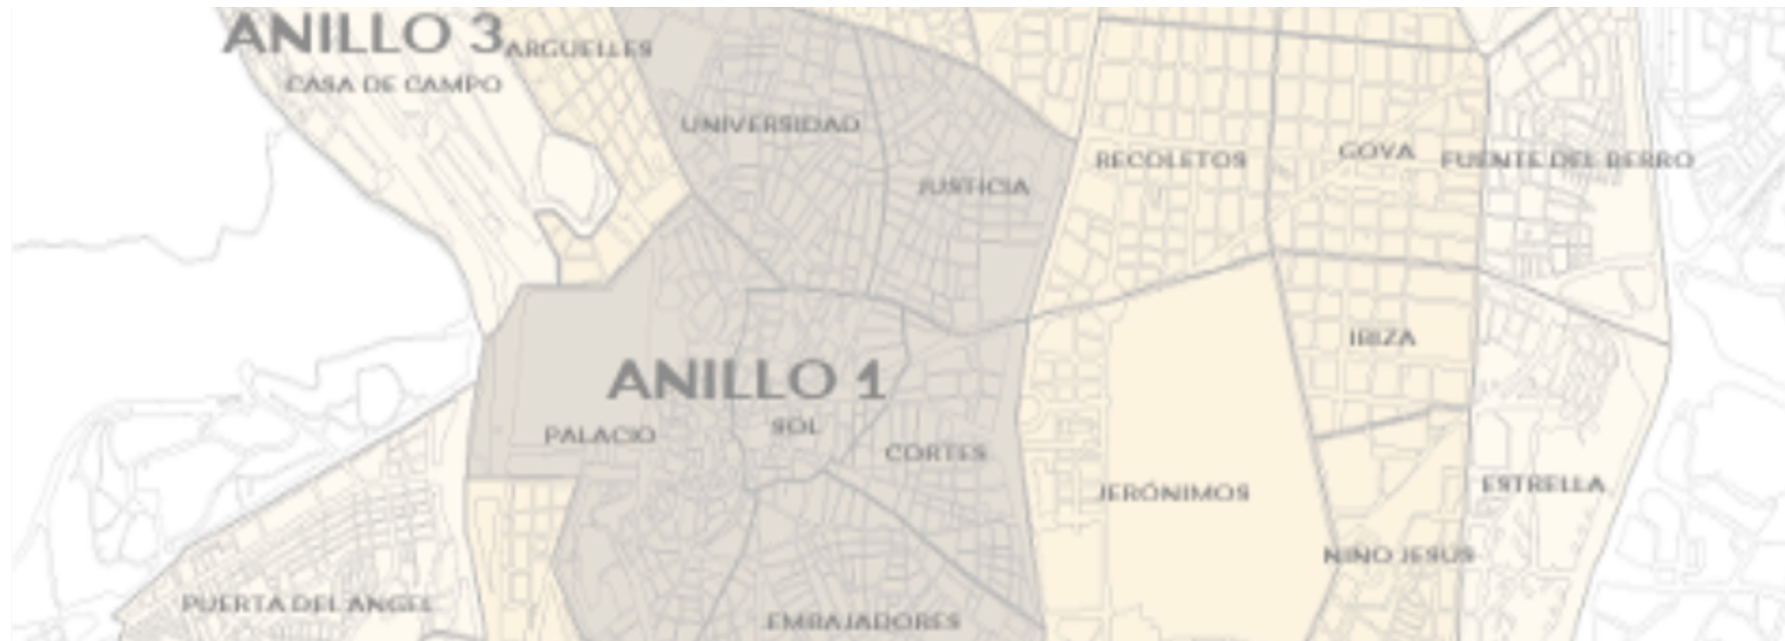 ANILLO 3
ARGUELLES
CASA DE CAMPO
UNIVERSIDAD
JUSTICIA
RECOLETOS
GOYA
FUENTE DEL BERRO
IBIZA
ANILLO 1
SOL
PALACIO
CORTES
JERÓNIMOS
ESTRELLA
NIÑO JESUS
PUERTA DEL ANGEL
EMBAJADORES